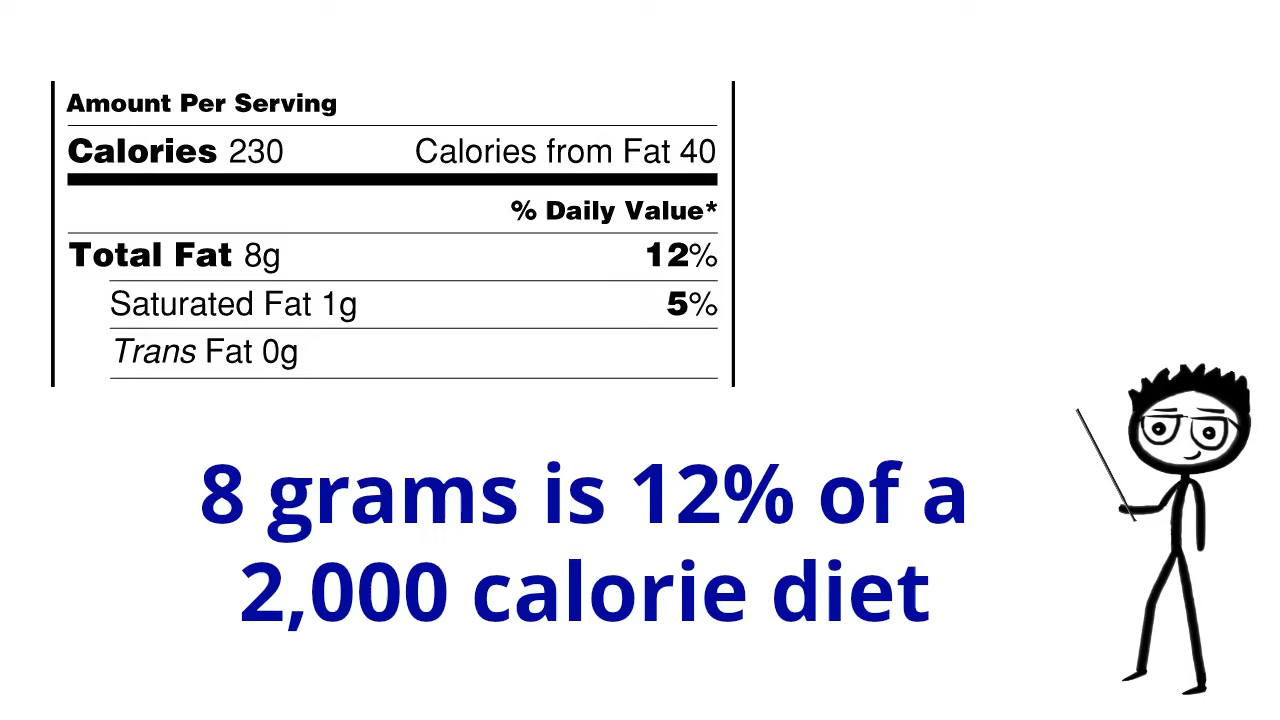 Amount Per Serving
Calories 230 Calories from Fat 40
% Daily Value*
Total Fat 8g 12%
Saturated Fat 1g 5%
Trans Fat 0g
8 grams is 12% of a
2,000 calorie diet